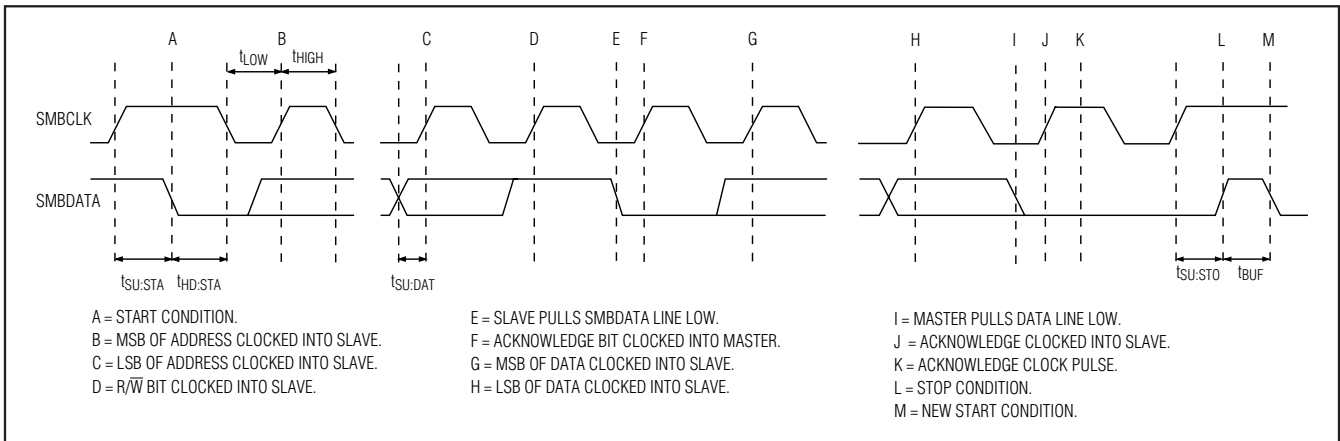 A B C D E F G H I J K L M
tLOW tHIGH
SMBCLK
SMBDATA
tSU:STA tHD:STA tSU:DAT tSU:STO tBUF
A = START CONDITION.
B = MSB OF ADDRESS CLOCKED INTO SLAVE.
C = LSB OF ADDRESS CLOCKED INTO SLAVE.
D = R/W̅ BIT CLOCKED INTO SLAVE.
E = SLAVE PULLS SMBDATA LINE LOW.
F = ACKNOWLEDGE BIT CLOCKED INTO MASTER.
G = MSB OF DATA CLOCKED INTO SLAVE.
H = LSB OF DATA CLOCKED INTO SLAVE.
I = MASTER PULLS DATA LINE LOW.
J = ACKNOWLEDGE CLOCKED INTO SLAVE.
K = ACKNOWLEDGE CLOCK PULSE.
L = STOP CONDITION.
M = NEW START CONDITION.